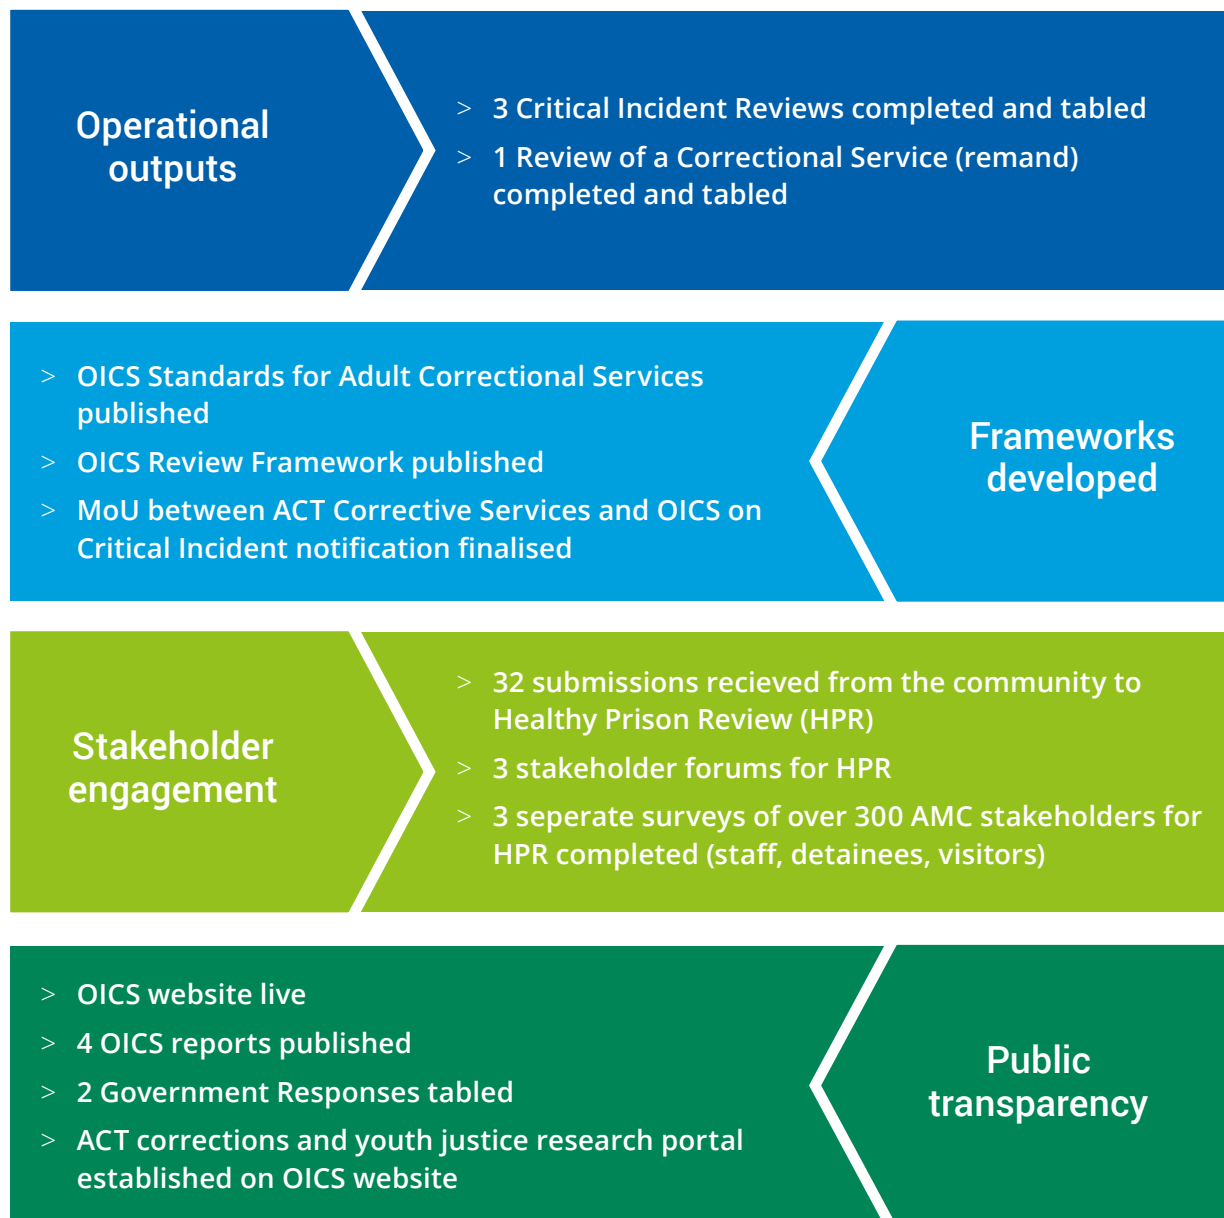 Operational
outputs
> 3 Critical Incident Reviews completed and tabled
> 1 Review of a Correctional Service (remand)
completed and tabled
> OICS Standards for Adult Correctional Services
published
> OICS Review Framework published
> MoU between ACT Corrective Services and OICS on
Critical Incident notification finalised
Frameworks
developed
Stakeholder
engagement
> 32 submissions recieved from the community to
Healthy Prison Review (HPR)
> 3 stakeholder forums for HPR
> 3 seperate surveys of over 300 AMC stakeholders for
HPR completed (staff, detainees, visitors)
> OICS website live
> 4 OICS reports published
> 2 Government Responses tabled
> ACT corrections and youth justice research portal
established on OICS website
Public
transparency